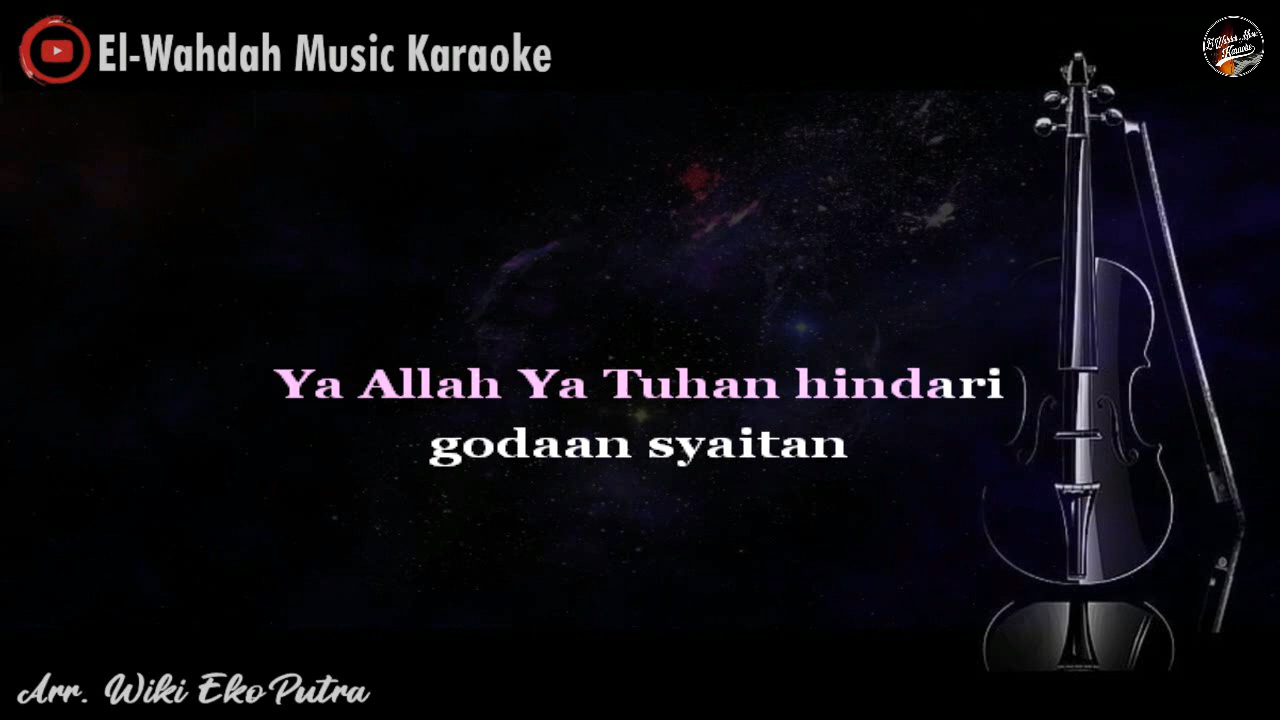 El-Wahdah Music Karaoke
Ya Allah Ya Tuhan hindari
godaan syaitan
Arr. Wiki Eko Putra